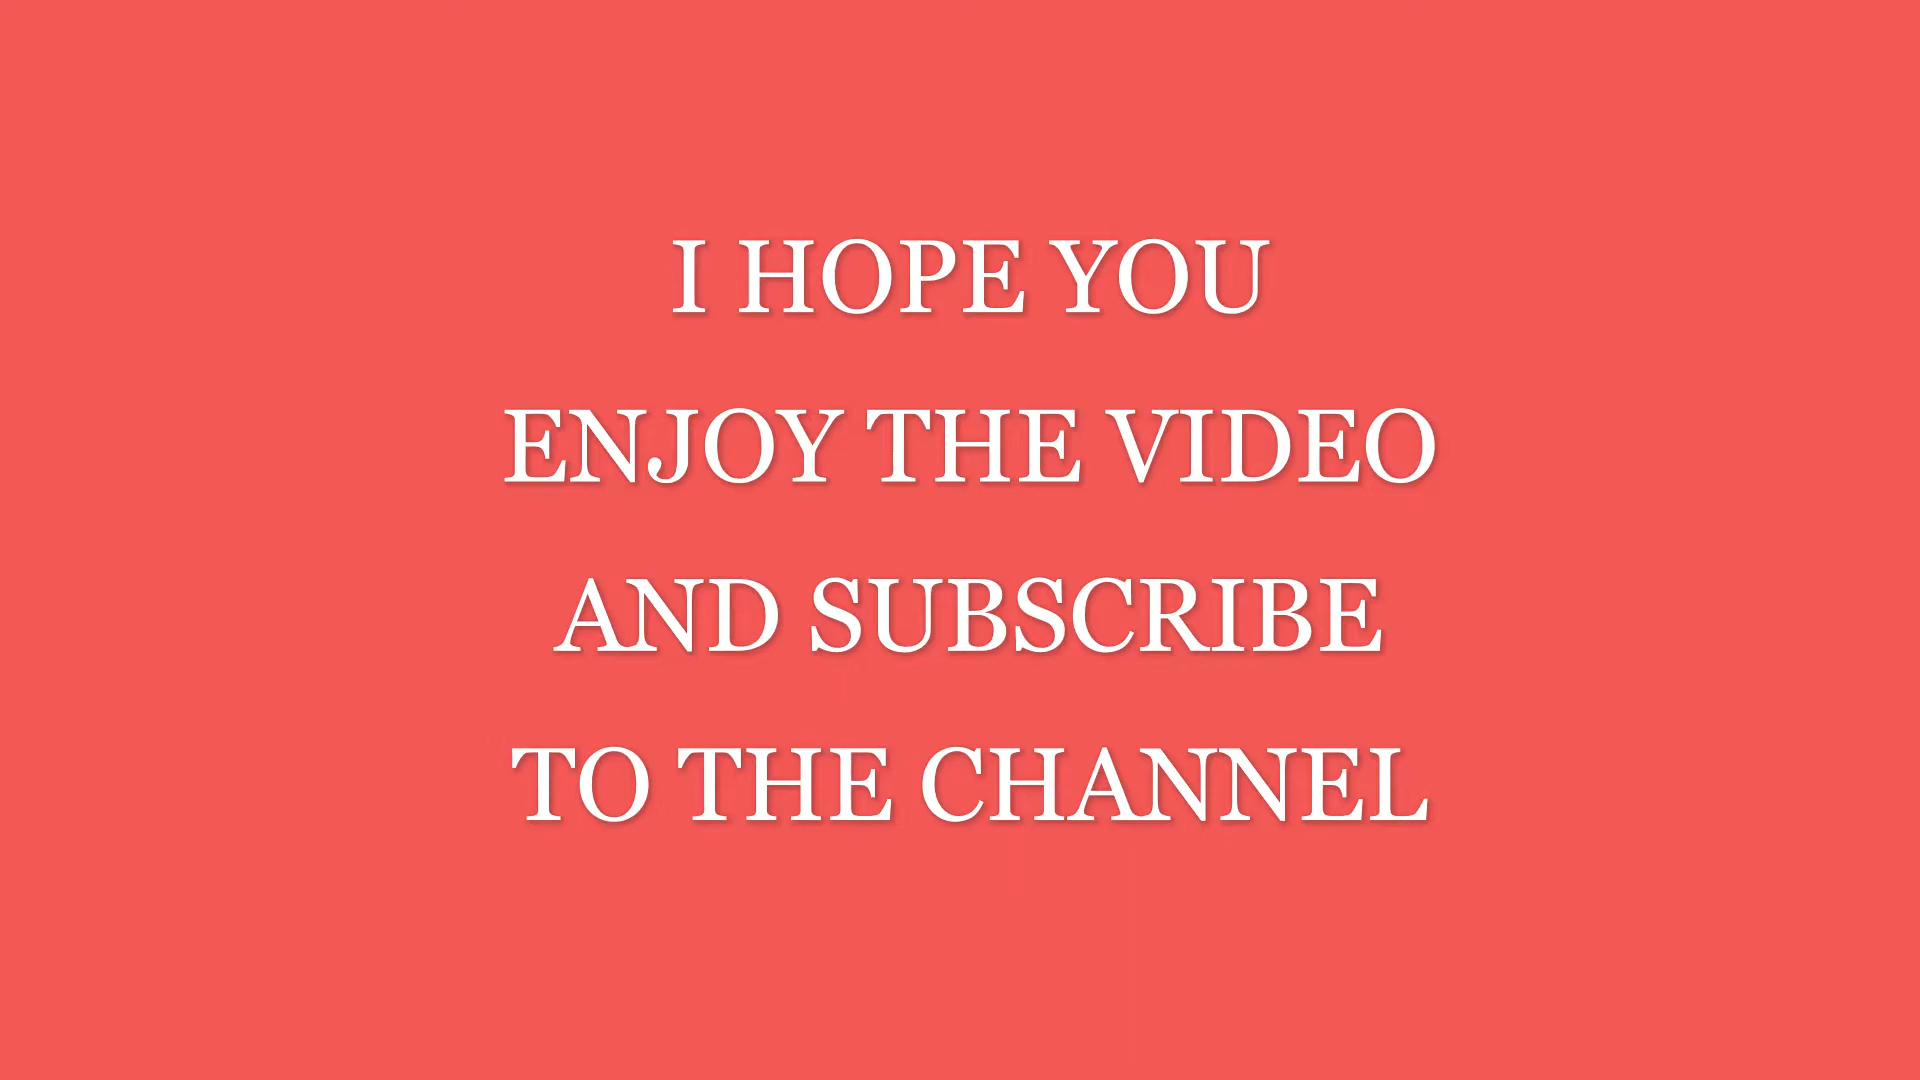 I HOPE YOU
ENJOY THE VIDEO
AND SUBSCRIBE
TO THE CHANNEL